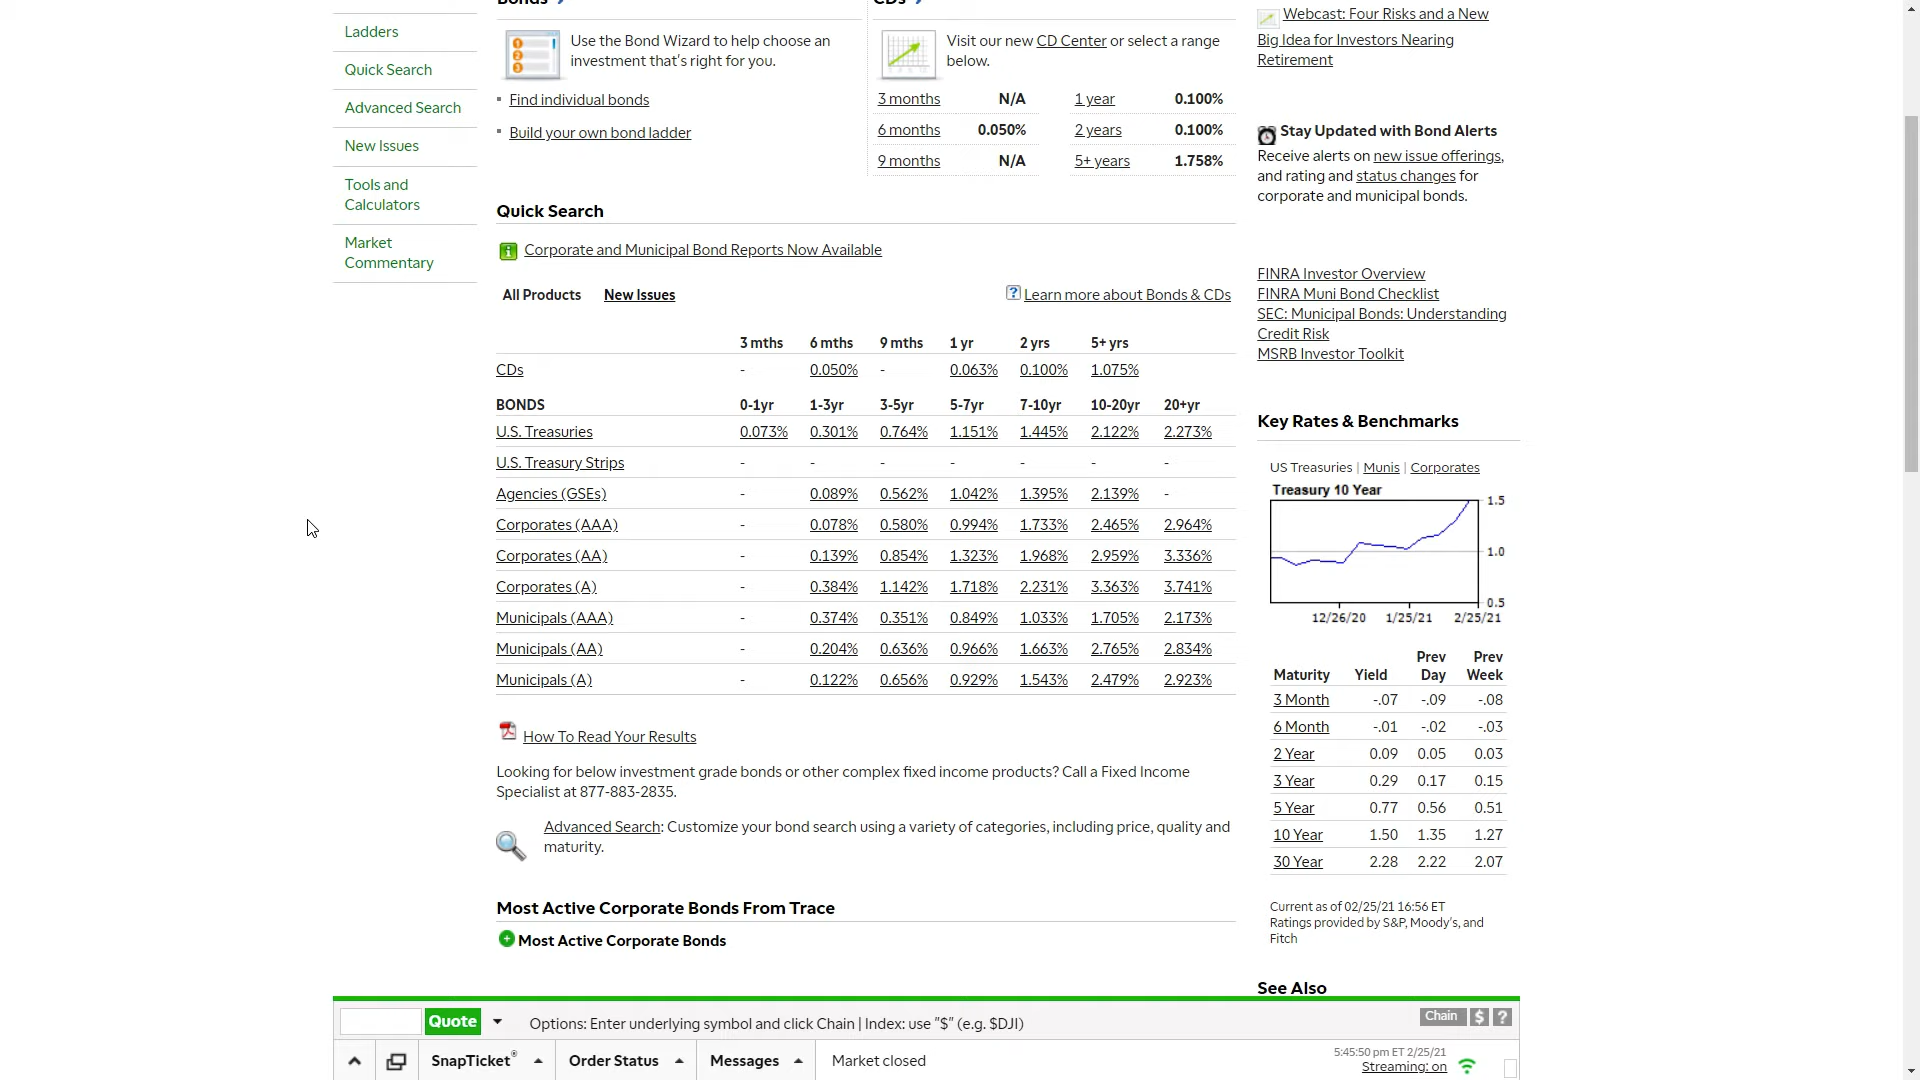 Bonds
CDs
Ladders
Quick Search
Advanced Search
New Issues
Tools and
Calculators
Market
Commentary
Use the Bond Wizard to help choose an
investment that's right for you.
Find individual bonds
Build your own bond ladder
Visit our new CD Center or select a range
below.
3 months N/A 1 year 0.100%
6 months 0.050% 2 years 0.100%
9 months N/A 5+ years 1.758%
Quick Search
Corporate and Municipal Bond Reports Now Available
All Products New Issues ? Learn more about Bonds & CDs
3 mths 6 mths 9 mths 1 yr 2 yrs 5+ yrs
CDs - 0.050% - 0.063% 0.100% 1.075%
BONDS 0-1yr 1-3yr 3-5yr 5-7yr 7-10yr 10-20yr 20+yr
U.S. Treasuries 0.073% 0.301% 0.764% 1.151% 1.445% 2.122% 2.273%
U.S. Treasury Strips - - - - - - -
Agencies (GSEs) - 0.089% 0.562% 1.042% 1.395% 2.139% -
Corporates (AAA) - 0.078% 0.580% 0.994% 1.733% 2.465% 2.964%
Corporates (AA) - 0.139% 0.854% 1.323% 1.968% 2.959% 3.336%
Corporates (A) - 0.384% 1.142% 1.718% 2.231% 3.363% 3.741%
Municipals (AAA) - 0.374% 0.351% 0.849% 1.033% 1.705% 2.173%
Municipals (AA) - 0.204% 0.636% 0.966% 1.663% 2.765% 2.834%
Municipals (A) - 0.122% 0.656% 0.929% 1.543% 2.479% 2.923%
How To Read Your Results
Looking for below investment grade bonds or other complex fixed income products? Call a Fixed Income
Specialist at 877-883-2835.
Advanced Search: Customize your bond search using a variety of categories, including price, quality and
maturity.
Most Active Corporate Bonds From Trace
Most Active Corporate Bonds
Webcast: Four Risks and a New
Big Idea for Investors Nearing
Retirement
Stay Updated with Bond Alerts
Receive alerts on new issue offerings,
and rating and status changes for
corporate and municipal bonds.
FINRA Investor Overview
FINRA Muni Bond Checklist
SEC: Municipal Bonds: Understanding
Credit Risk
MSRB Investor Toolkit
Key Rates & Benchmarks
US Treasuries | Munis | Corporates
Treasury 10 Year
1.5
1.0
0.5
12/26/20 1/25/21 2/25/21
Maturity Yield Prev Day Prev Week
3 Month -.07 -.09 -.08
6 Month -.01 -.02 -.03
2 Year 0.09 0.05 0.03
3 Year 0.29 0.17 0.15
5 Year 0.77 0.56 0.51
10 Year 1.50 1.35 1.27
30 Year 2.28 2.22 2.07
Current as of 02/25/21 16:56 ET
Ratings provided by S&P, Moody's, and
Fitch
See Also
Quote Options: Enter underlying symbol and click Chain | Index: use "$" (e.g. $DJI) Chain $ ?
SnapTicket® Order Status Messages Market closed
5:45:50 pm ET 2/25/21
Streaming: on